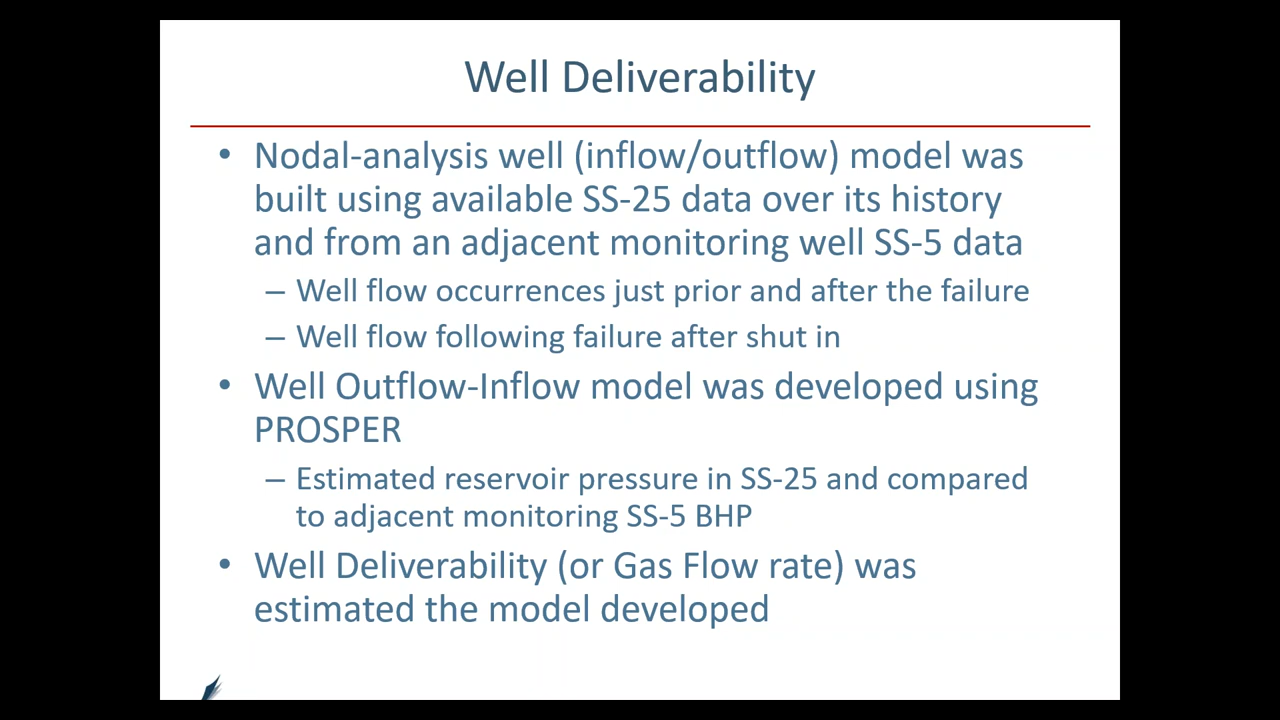 Well Deliverability
• Nodal-analysis well (inflow/outflow) model was
built using available SS-25 data over its history
and from an adjacent monitoring well SS-5 data
– Well flow occurrences just prior and after the failure
– Well flow following failure after shut in
• Well Outflow-Inflow model was developed using
PROSPER
– Estimated reservoir pressure in SS-25 and compared
to adjacent monitoring SS-5 BHP
• Well Deliverability (or Gas Flow rate) was
estimated the model developed